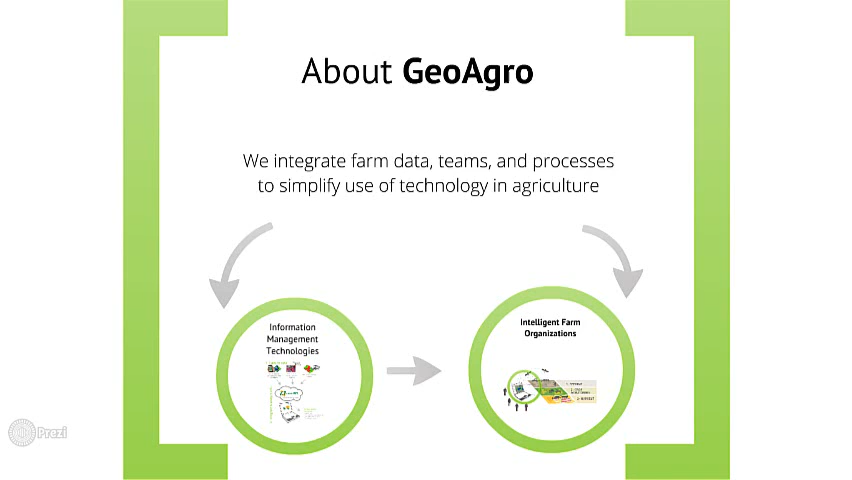 About GeoAgro
We integrate farm data, teams, and processes
to simplify use of technology in agriculture
Information
Management
Technologies
Intelligent Farm
Organizations
Prezi